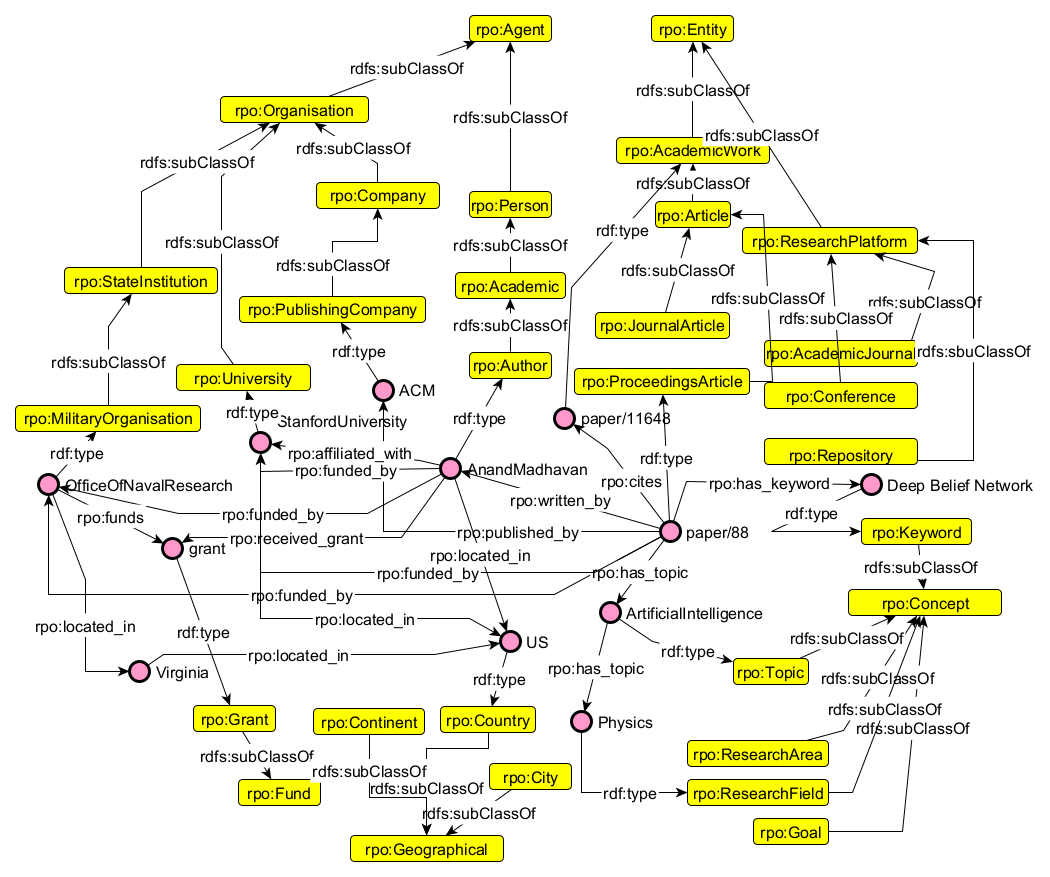 rpo:Agent
rpo:Entity
rdfs:subClassOf
rdfs:subClassOf
rpo:Organisation
rdfs:subClassOf
rdfs:subClassOf
rdfs:subClassOf
rdfs:subClassOf
rpo:AcademicWork
rdfs:subClassOf
rdfs:subClassOf
rpo:Company
rpo:Person
rpo:Article
rdf:type
rdfs:subClassOf
rdfs:subClassOf
rpo:ResearchPlatform
rdfs:subClassOf
rdfs:subClassOf
rpo:StateInstitution
rpo:Academic
rdfs:subClassOf
rdfs:subClassOf
rpo:PublishingCompany
rdfs:subClassOf
rpo:JournalArticle
rdfs:subClassOf
rdf:type
rpo:AcademicJournal
rdfs:sbuClassOf
rdfs:subClassOf
rpo:Author
rpo:University
rpo:ProceedingsArticle
ACM
rpo:Conference
rpo:MilitaryOrganisation
rdf:type
StanfordUniversity
rdf:type
paper/11648
rdf:type
rpo:affiliated_with
rpo:Repository
rdf:type
rpo:funded_by
AnandMadhavan
OfficeOfNavalResearch
rpo:cites
rpo:has_keyword
Deep Belief Network
rpo:written_by
rpo:funds
rpo:funded_by
rdf:type
rpo:published_by
paper/88
rpo:Keyword
rpo:received_grant
grant
rpo:located_in
rdfs:subClassOf
rpo:funded_by
rpo:has_topic
rpo:funded_by
rpo:Concept
ArtificialIntelligence
rpo:located_in
rpo:located_in
rdf:type
rdfs:subClassOf
US
rpo:located_in
rdf:type
rpo:has_topic
Virginia
rpo:Topic
rdf:type
rdfs:subClassOf
rdfs:subClassOf
rpo:Grant
rpo:Continent
rpo:Country
Physics
rdfs:subClassOf
rdfs:subClassOf
rpo:ResearchArea
rdfs:subClassOf
rpo:City
rdfs:subClassOf
rpo:Fund
rdf:type
rpo:ResearchField
rdfs:subClassOf
rpo:Goal
rpo:Geographical